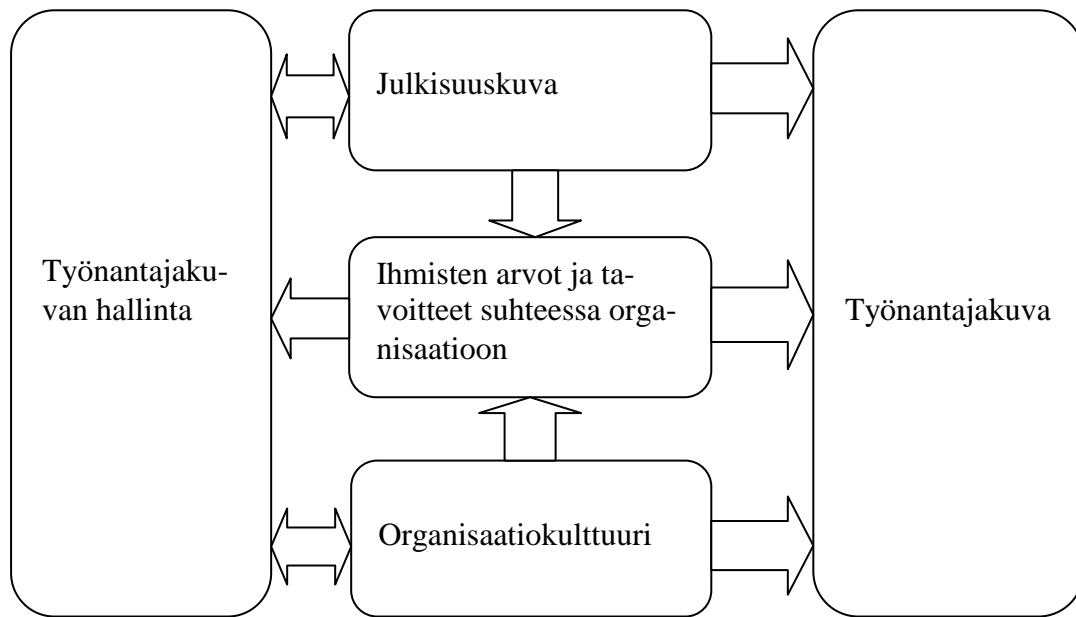 Julkisuuskuva
Työnantajaku-
van hallinta
Ihmisten arvot ja ta-
voitteet suhteessa orga-
nisaatioon
Työnantajakuva
Organisaatiokulttuuri